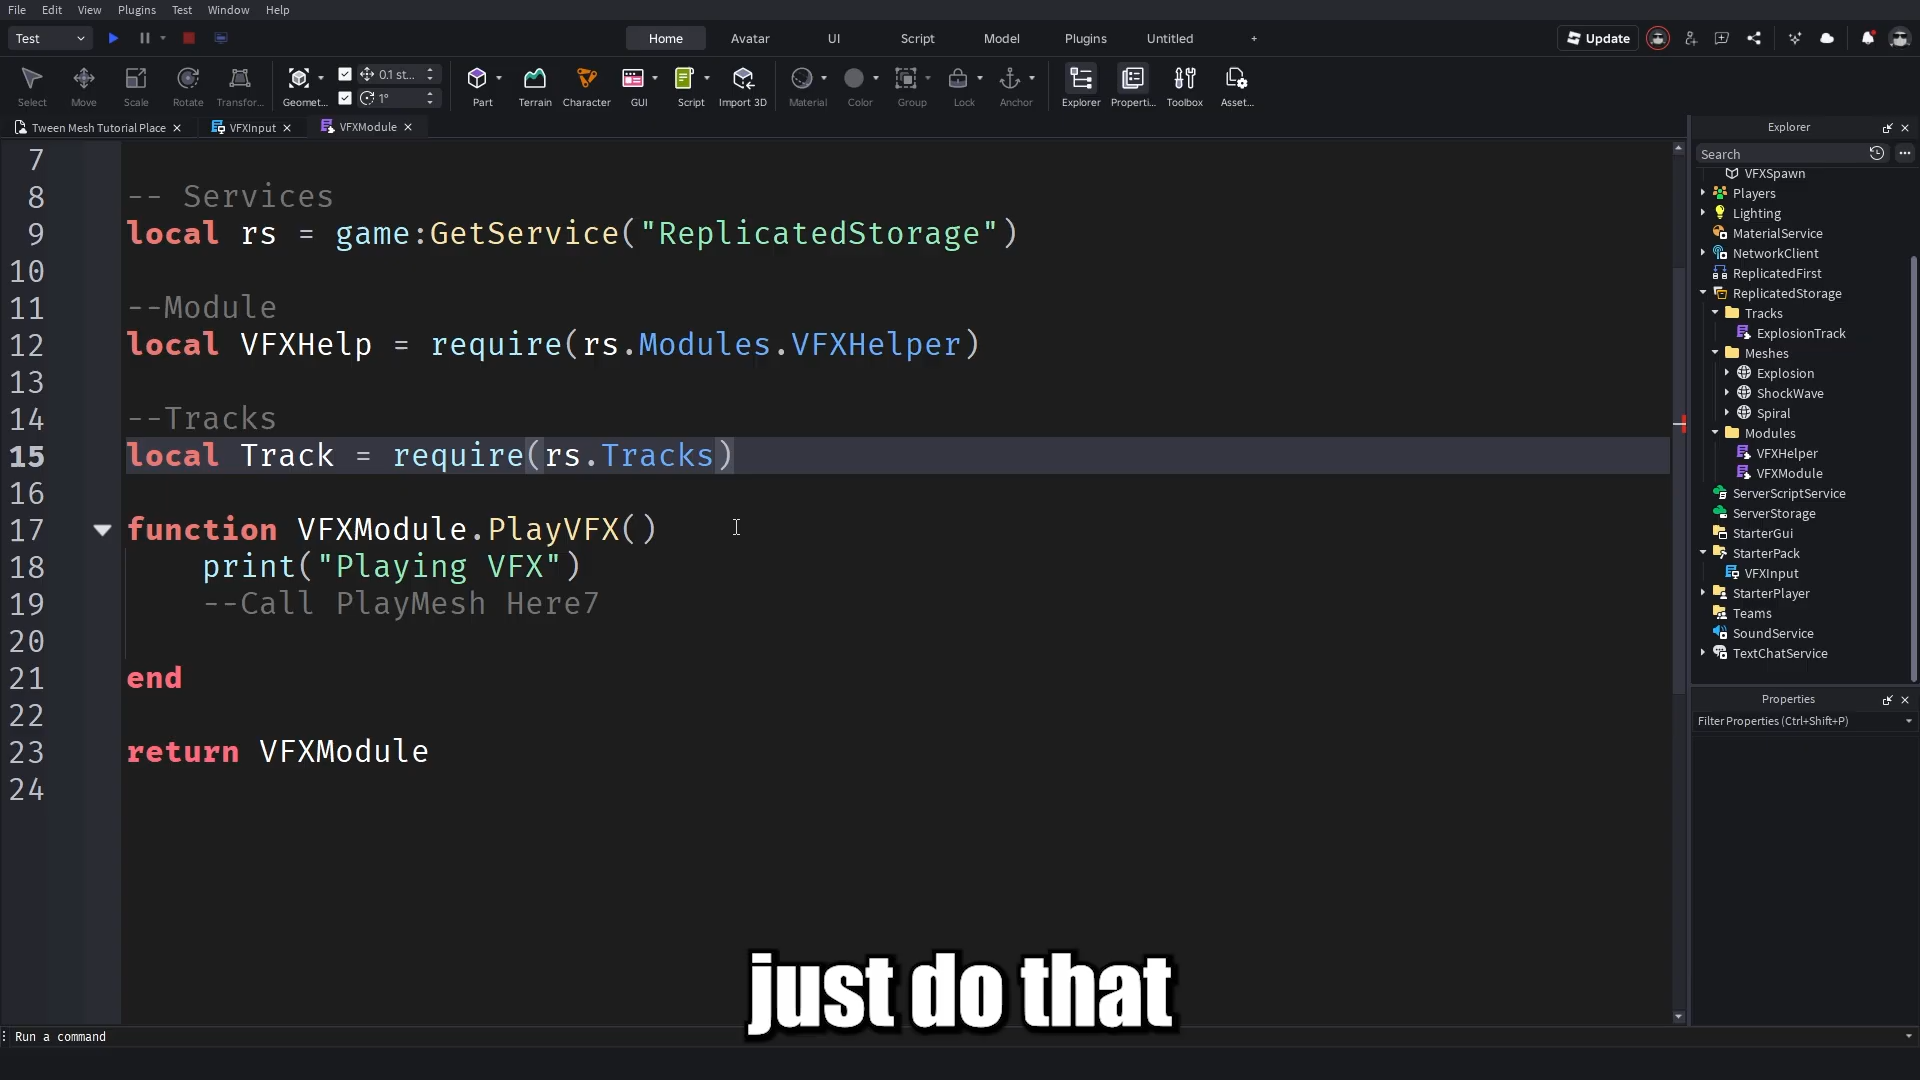 File Edit View Plugins Test Window Help
Test Home Avatar UI Script Model Plugins Untitled + Update
Select Move Scale Rotate Transfor... Geomet... 0.1 st... 1° Part Terrain Character GUI Script Import 3D Material Color Group Lock Anchor Explorer Properti... Toolbox Asset...
Tween Mesh Tutorial Place VFXInput VFXModule
7
8 -- Services
9 local rs = game:GetService("ReplicatedStorage")
10
11 --Module
12 local VFXHelp = require(rs.Modules.VFXHelper)
13
14 --Tracks
15 local Track = require(rs.Tracks)
16
17 function VFXModule.PlayVFX()
18 print("Playing VFX")
19 --Call PlayMesh Here7
20
21 end
22
23 return VFXModule
24
Explorer
Search
VFXSpawn
Players
Lighting
MaterialService
NetworkClient
ReplicatedFirst
ReplicatedStorage
Tracks
ExplosionTrack
Meshes
Explosion
ShockWave
Spiral
Modules
VFXHelper
VFXModule
ServerScriptService
ServerStorage
StarterGui
StarterPack
VFXInput
StarterPlayer
Teams
SoundService
TextChatService
Properties
Filter Properties (Ctrl+Shift+P)
just do that
Run a command